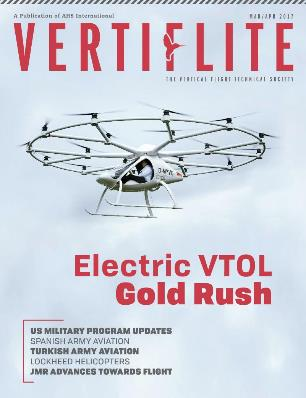 A Publication of AHS International
MAR/APR 2017
VERTIFLITE
THE VERTICAL FLIGHT TECHNICAL SOCIETY
Electric VTOL
Gold Rush
US MILITARY PROGRAM UPDATES
SPANISH ARMY AVIATION
TURKISH ARMY AVIATION
LOCKHEED HELICOPTERS
JMR ADVANCES TOWARDS FLIGHT